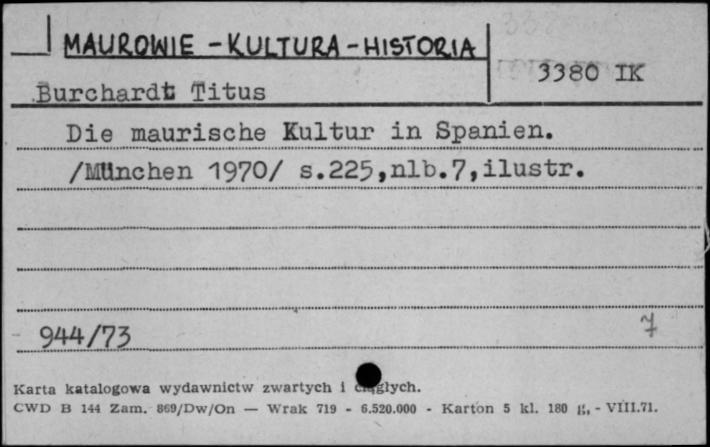 MAUROWIE - KULTURA - HISTORIA
3380 IK
Burchardt Titus
Die maurische Kultur in Spanien.
/München 1970/ s.225,nlb.7,ilustr.
944/73
7
Karta katalogowa wydawnictw zwartych i ciągłych.
CWD B 144 Zam. 869/Dw/On — Wrak 719 - 6.520.000 - Karton 5 kl. 180 g, - VIII.71.